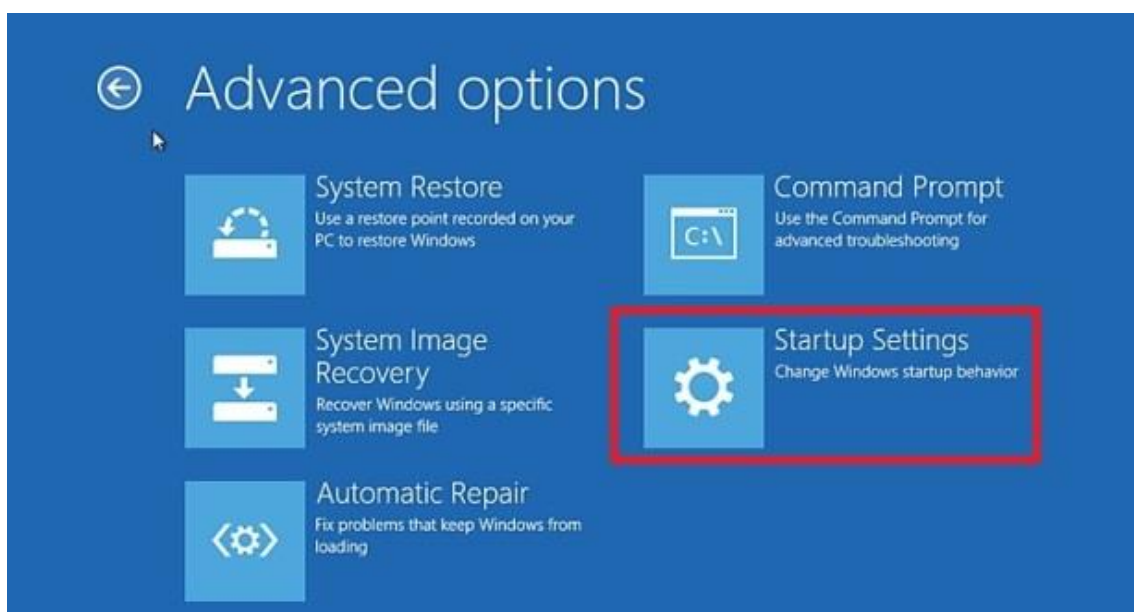 Advanced options
System Restore
Use a restore point recorded on your
PC to restore Windows
System Image
Recovery
Recover Windows using a specific
system image file
Automatic Repair
Fix problems that keep Windows from
loading
Command Prompt
Use the Command Prompt for
advanced troubleshooting
C:\
Startup Settings
Change Windows startup behavior